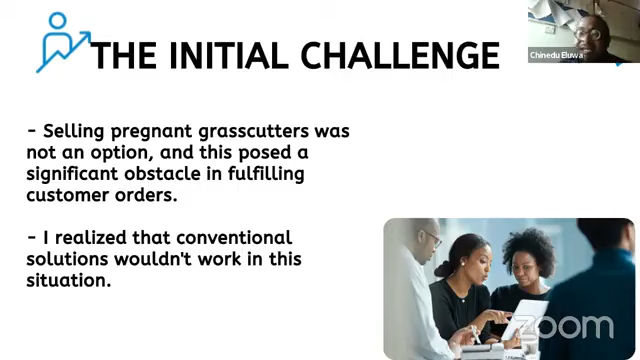 Chinedu Eluwa
THE INITIAL CHALLENGE
- Selling pregnant grasscutters was
not an option, and this posed a
significant obstacle in fulfilling
customer orders.
- I realized that conventional
solutions wouldn't work in this
situation.
zoom